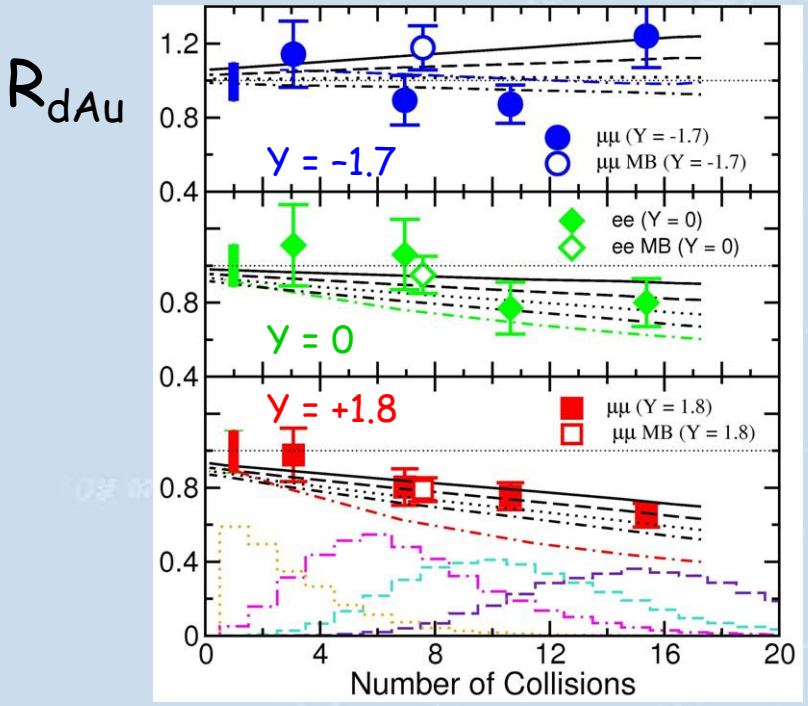 R_dAu
1.2
0.8
0.4
Y = -1.7
μμ (Y = -1.7)
μμ MB (Y = -1.7)
0.8
0.4
Y = 0
ee (Y = 0)
ee MB (Y = 0)
0.8
0.4
0
Y = +1.8
μμ (Y = 1.8)
μμ MB (Y = 1.8)
0 4 8 12 16 20
Number of Collisions